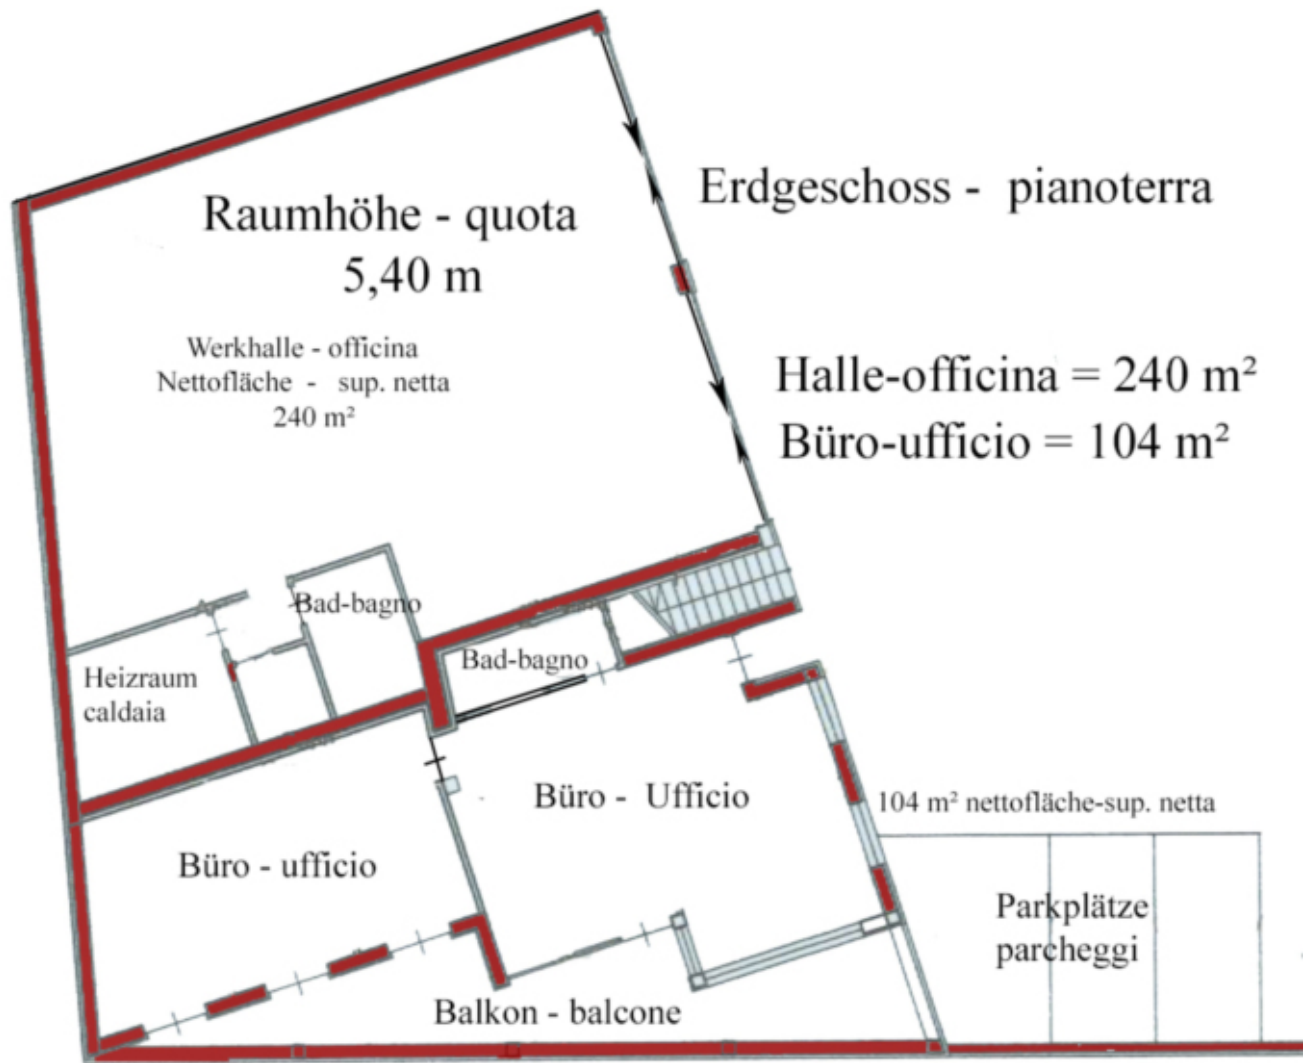 Erdgeschoss - pianoterra
Raumhöhe - quota
5,40 m
Werkhalle - officina
Nettofläche - sup. netta
240 m²
Halle-officina = 240 m²
Büro-ufficio = 104 m²
Bad-bagno
Bad-bagno
Heizraum
caldaia
Büro - Ufficio
104 m² nettofläche-sup. netta
Büro - ufficio
Parkplätze
parcheggi
Balkon - balcone